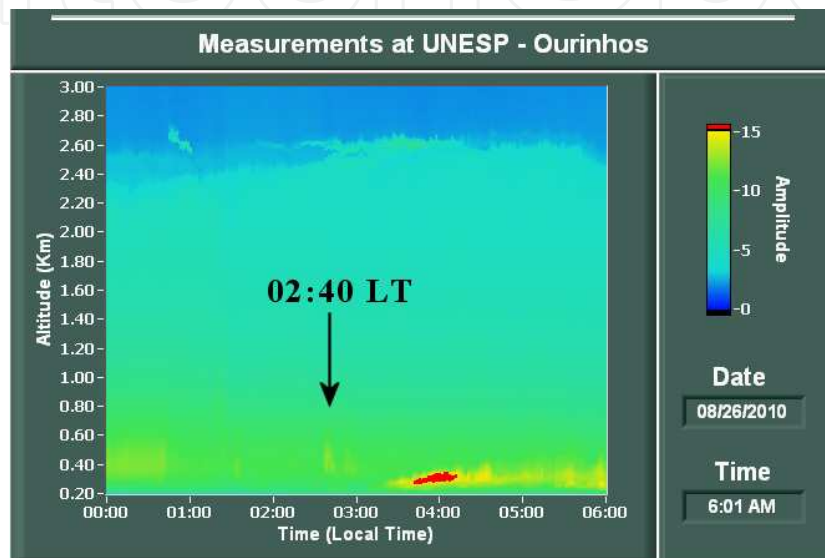 Measurements at UNESP - Ourinhos
3.00
2.80
2.60
2.40
2.20
2.00
1.80
1.60
1.40
1.20
1.00
0.80
0.60
0.40
0.20
Altitude (Km)
02:40 LT
00:00 01:00 02:00 03:00 04:00 05:00 06:00
Time (Local Time)
15
10
5
0
Amplitude
Date
08/26/2010
Time
6:01 AM